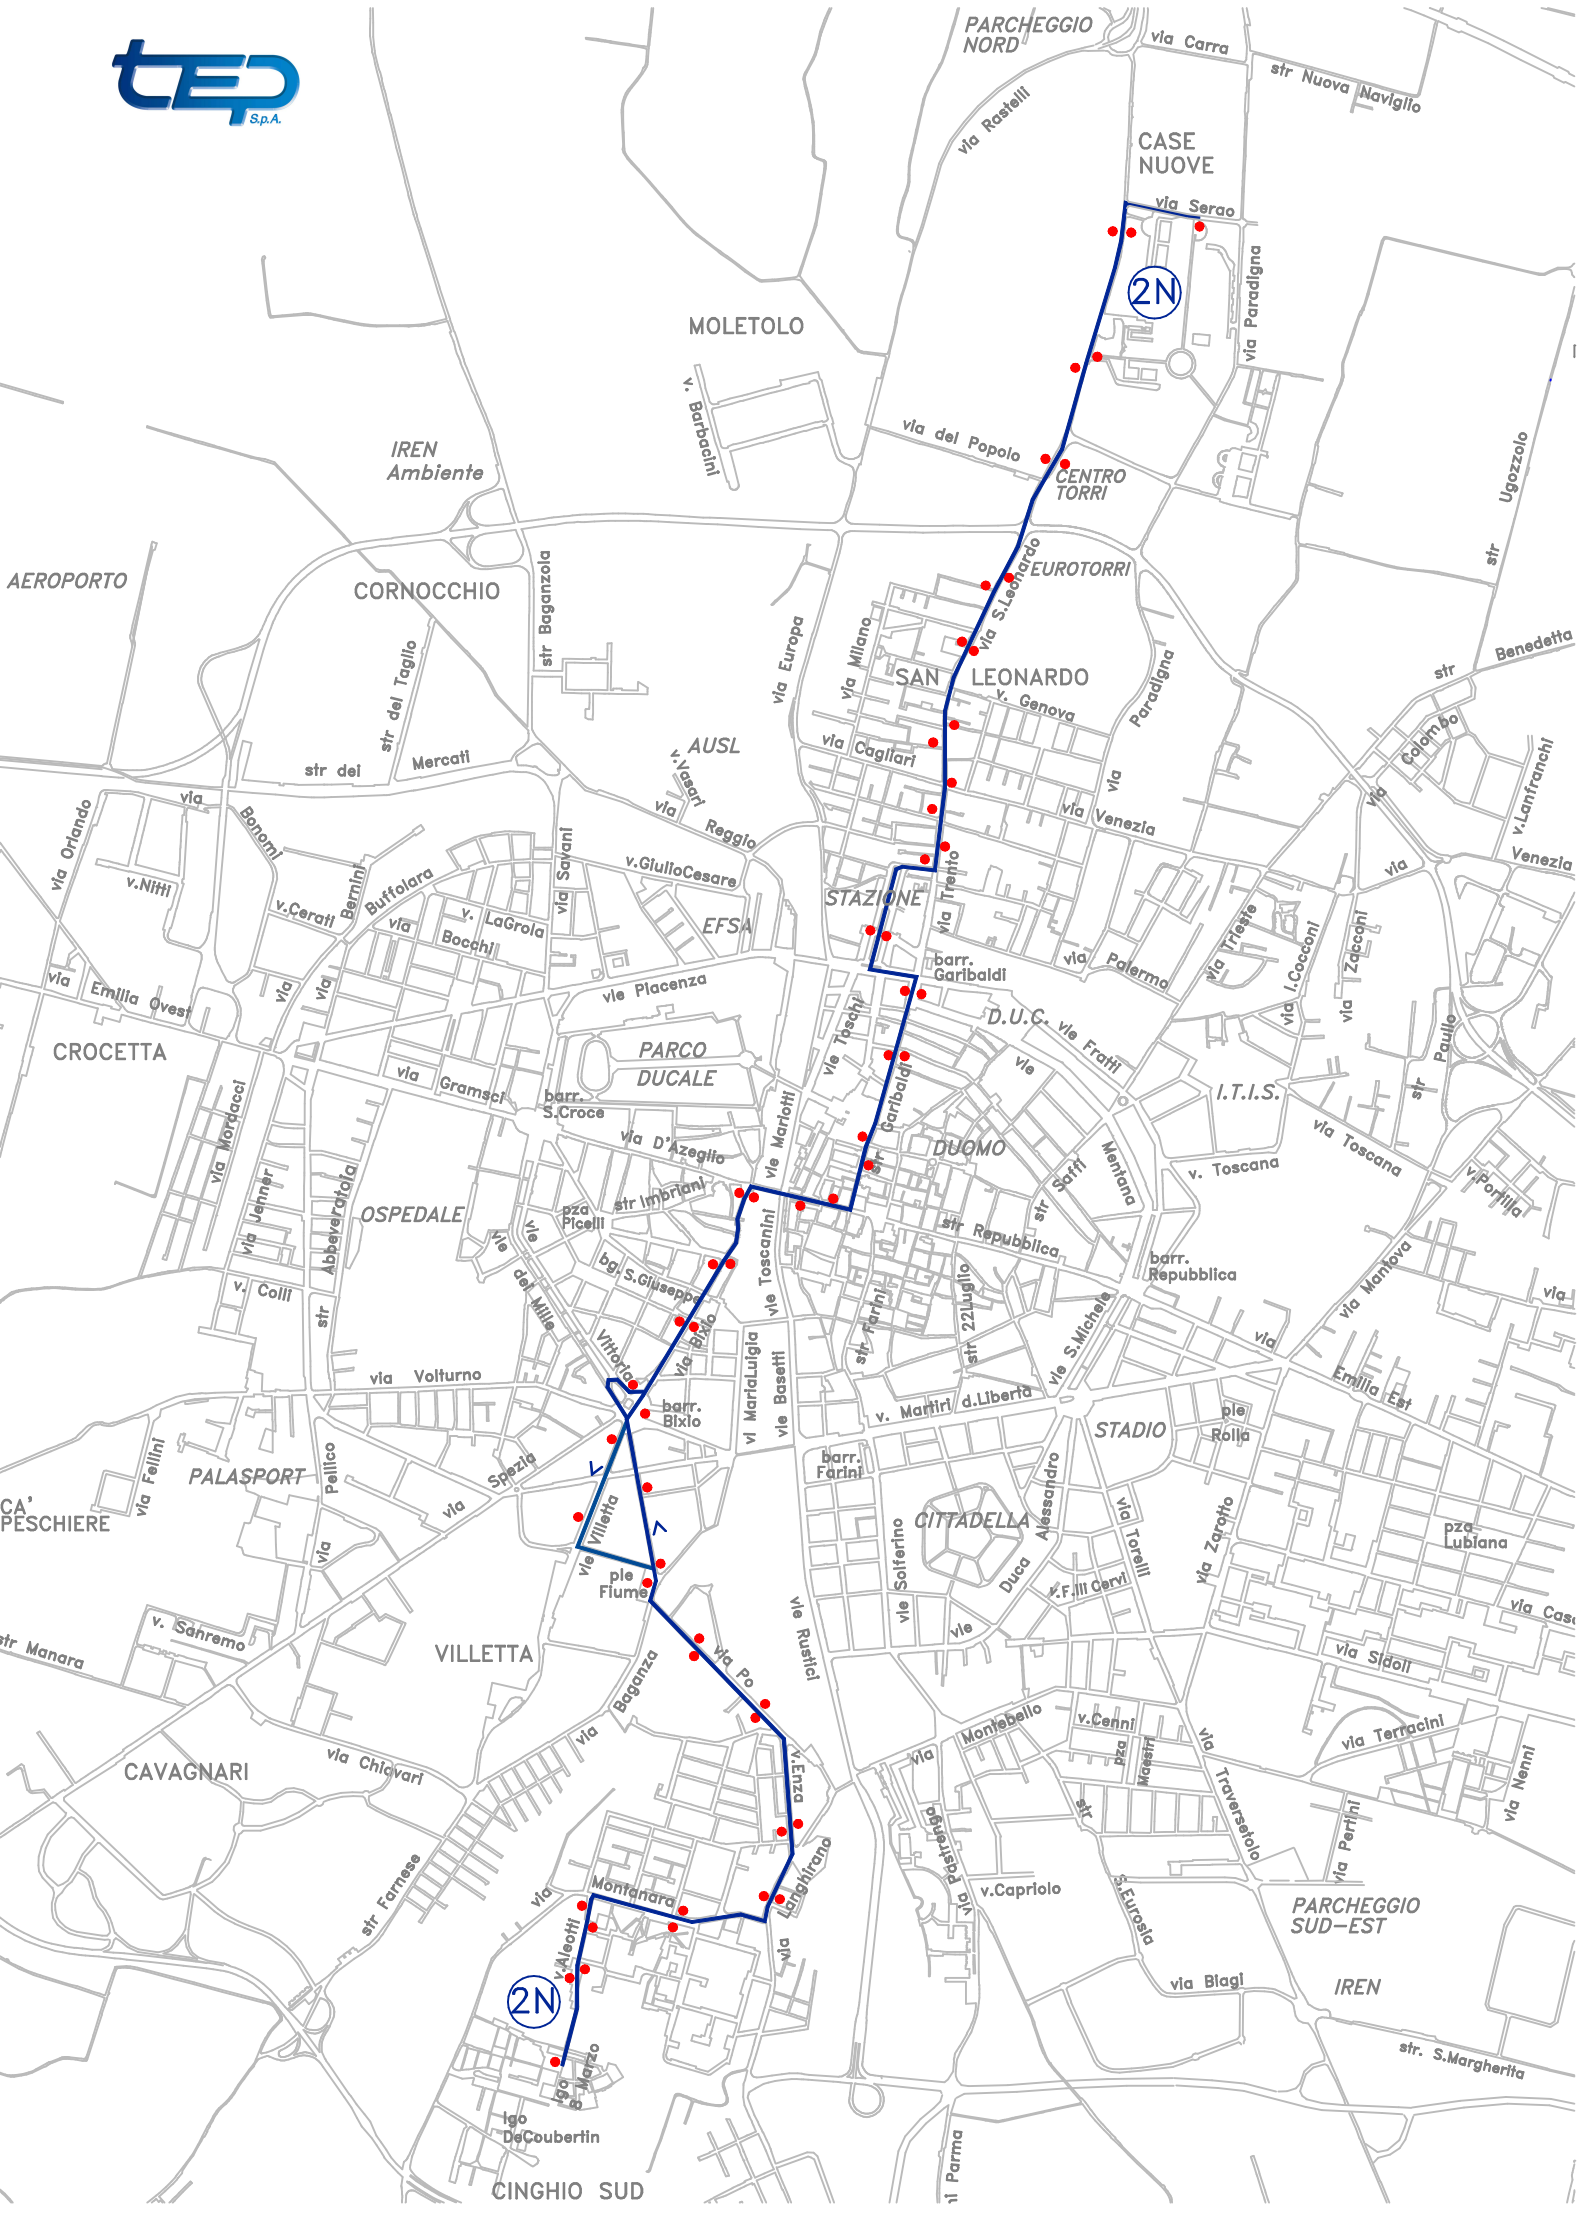 PARCHEGGIO
NORD
via Carra
str Nuova Naviglio
tep
S.p.A.
via Rastelli
CASE
NUOVE
via Serao
via Paradigna
2N
MOLETOLO
v. Barbacini
via del Popolo
IREN
Ambiente
CENTRO
TORRI
str Ugozzolo
AEROPORTO
CORNOCCHIO
str Baganzola
EUROTORRI
via S.Leonardo
via Europa
via Milano
str del Taglio
SAN LEONARDO
v. Genova
via Paradigna
str Benedetta
via Colombo
v.Lanfranchi
AUSL
v.Vasari
via Cagliari
str dei Mercati
via Reggio
via Venezia
via Venezia
via Orlando
via Bonomi
v.Nitti
v.Cerati
via Bernini
via Buffolara
via Savani
v.GiulioCesare
v. LaGrola
via Bocchi
EFSA
STAZIONE
via Trento
via Trieste
via I.Cocconi
via Zacconi
via Palermo
barr.
Garibaldi
via Emilia Ovest
vle Piacenza
vle Toschi
D.U.C.
vle Fratti
str Paullo
CROCETTA
PARCO
DUCALE
via Gramsci
barr.
S.Croce
I.T.I.S.
via Mordacci
via D'Azeglio
vle Mariotti
str Garibaldi
DUOMO
vle Mentana
via Toscana
v. Toscana
v.Portilia
str Saffi
via Jenner
str Abbeveratoia
OSPEDALE
str Imbriani
pza
Picelli
vle dei Mille
vle Vittoria
bg. S.Giuseppe
vle Toscanini
str Repubblica
barr.
Repubblica
via Mantova
v. Colli
via Bixio
str Farini
str 22Luglio
vle S.Michele
via Emilia Est
via Volturno
barr.
Bixio
vl MariaLuigia
vle Basetti
v. Martiri d.Liberta
STADIO
ple
Rolla
via Fellini
PALASPORT
via Pellico
via Spezia
barr.
Farini
CA'
PESCHIERE
vle Villetta
ple
Fiume
vle Solferino
CITTADELLA
vle Duca Alessandro
via Torelli
via Zarotto
pza
Lubiana
v.F.lli Cervi
v. Sanremo
str Manara
VILLETTA
via Baganza
via Po
vle Rustici
via Casc
via Sidoli
via Montebello
v.Cenni
pza Maestri
via Terracini
via Nenni
CAVAGNARI
via Chiavari
v.Enza
via Traversetolo
via Pertini
str Farnese
via Montanara
via Langhirano
via Pastrengo
v.Capriolo
str S.Eurosia
PARCHEGGIO
SUD-EST
v.Aleotti
via Biagi
IREN
2N
str. S.Margherita
lgo 8 Marzo
lgo
DeCoubertin
CINGHIO SUD
ni Parma